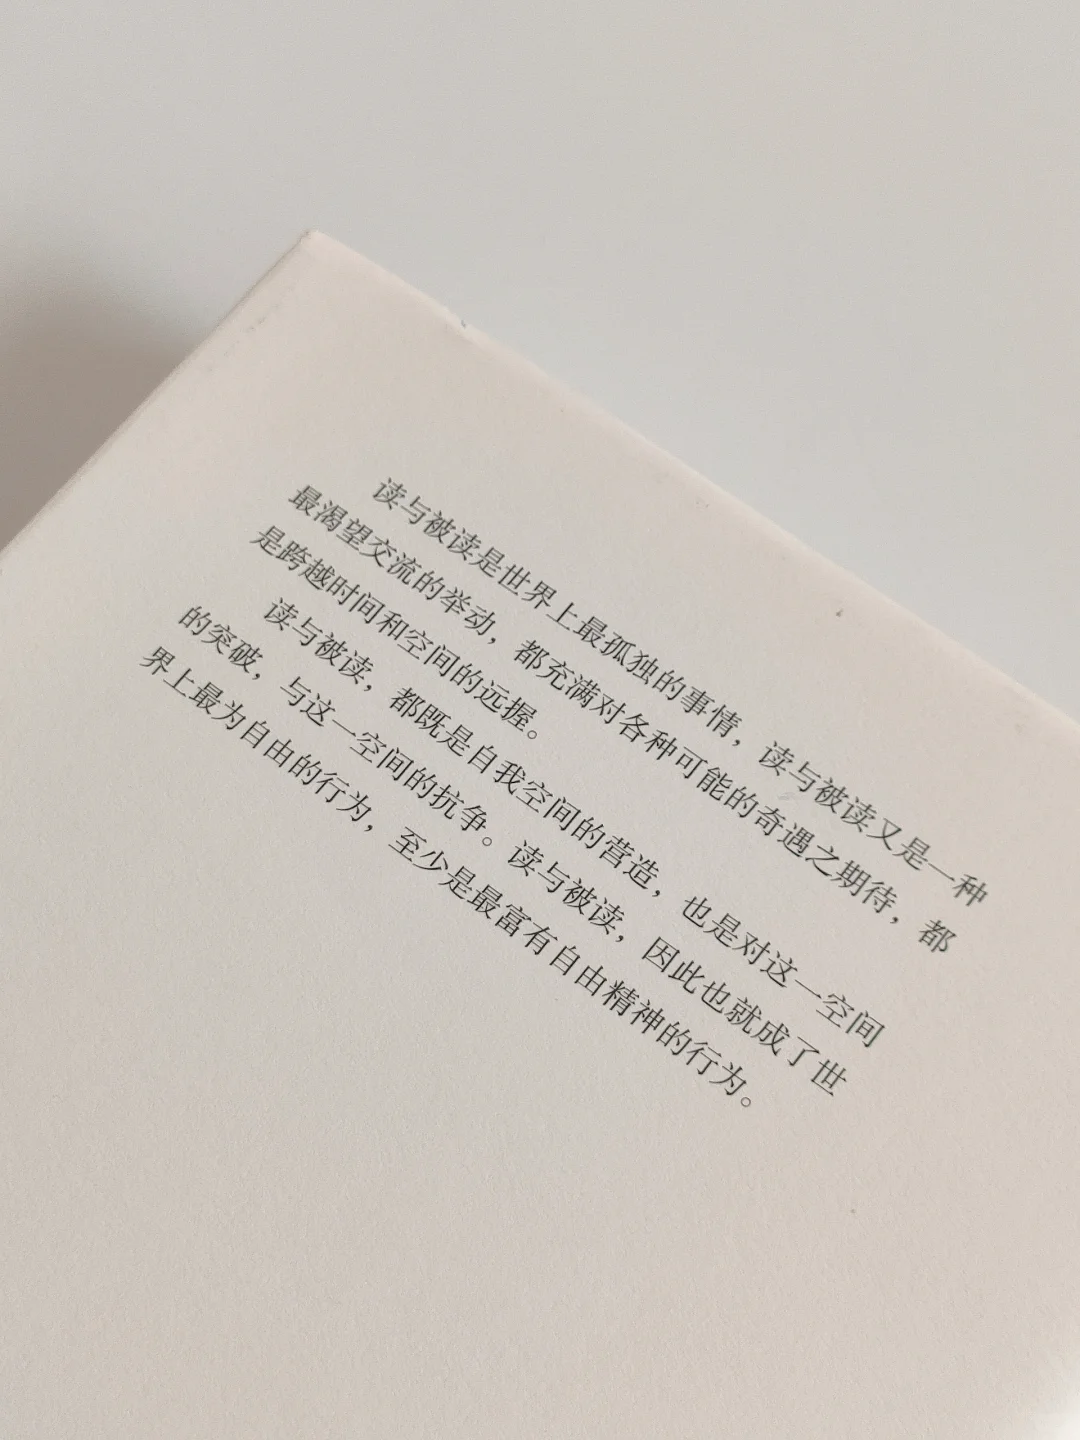 读与被读是世界上最孤独的事情，读与被读又是一种
最渴望交流的举动，都充满对各种可能的奇遇之期待，都
是跨越时间和空间的远握。
读与被读，都既是自我空间的营造，也是对这一空间
的突破，与这一空间的抗争。读与被读，因此也就成了世
界上最为自由的行为，至少是最富有自由精神的行为。